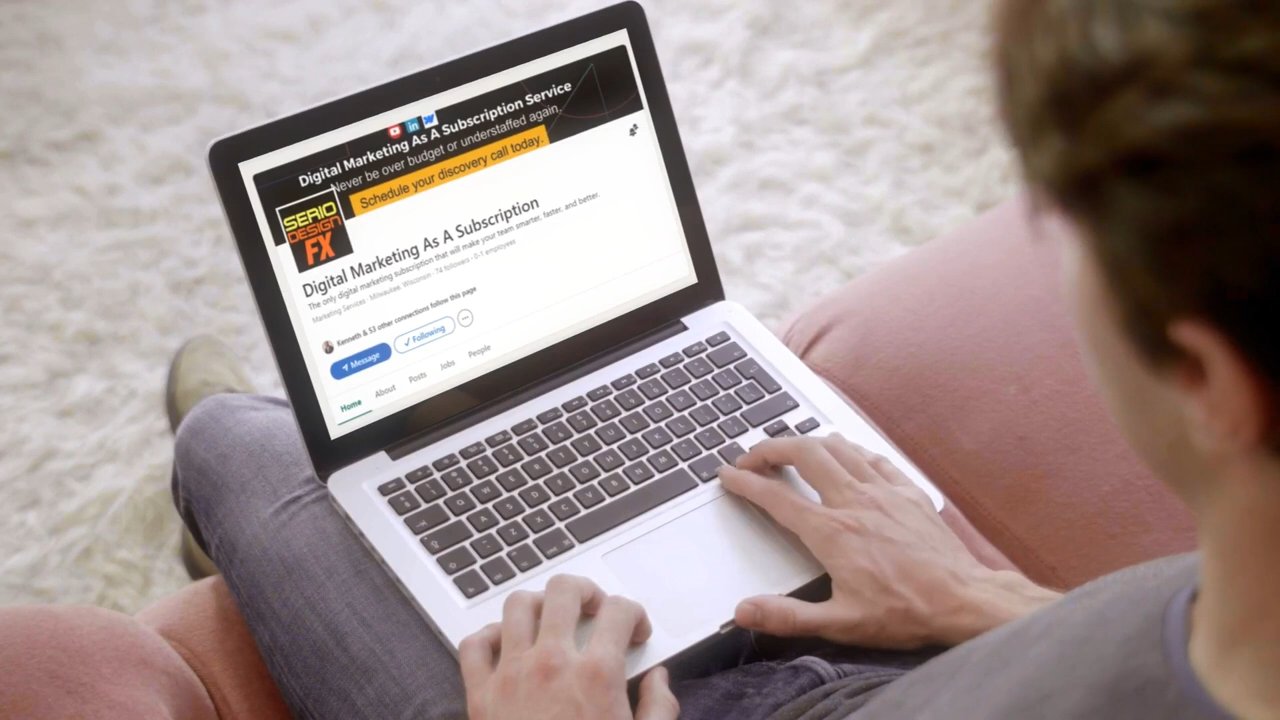 Digital Marketing As A Subscription Service
Never be over budget or understaffed again.
Schedule your discovery call today.
SERIO
DESIGN
FX
Digital Marketing As A Subscription
The only digital marketing subscription that will make your team smarter, faster, and better.
Marketing Services · Milwaukee, Wisconsin · 74 followers · 0-1 employees
Kenneth & 53 other connections follow this page
Message
✓ Following
Home About Posts Jobs People